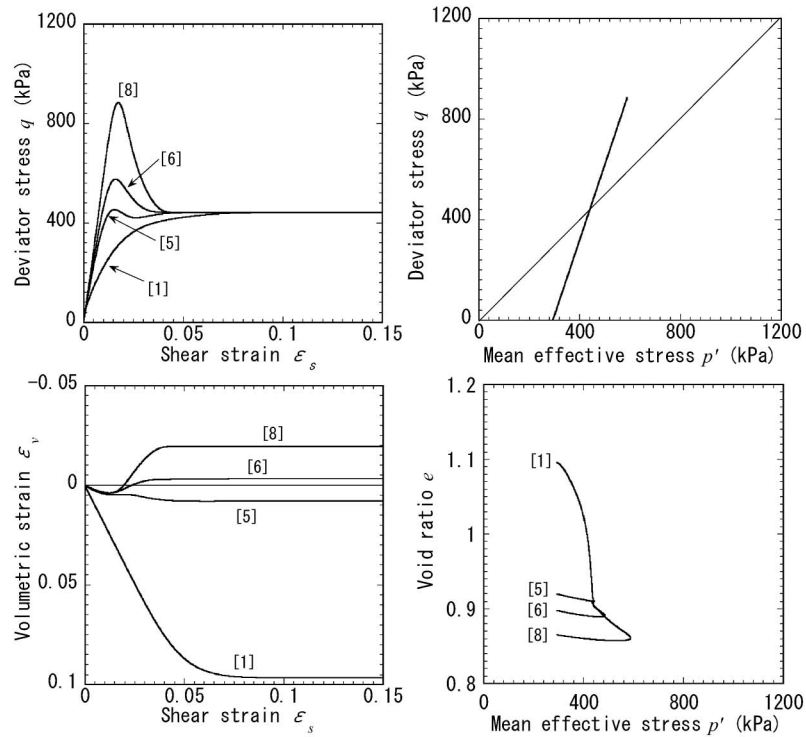 1200
800
400
0
Deviator stress q (kPa)
[8]
[6]
[5]
[1]
0 0.05 0.1 0.15
Shear strain εs
1200
800
400
0
Deviator stress q (kPa)
0 400 800 1200
Mean effective stress p′ (kPa)
-0.05
0
0.05
0.1
Volumetric strain εv
[8]
[6]
[5]
[1]
0 0.05 0.1 0.15
Shear strain εs
1.2
1.1
1
0.9
0.8
Void ratio e
[1]
[5]
[6]
[8]
0 400 800 1200
Mean effective stress p′ (kPa)